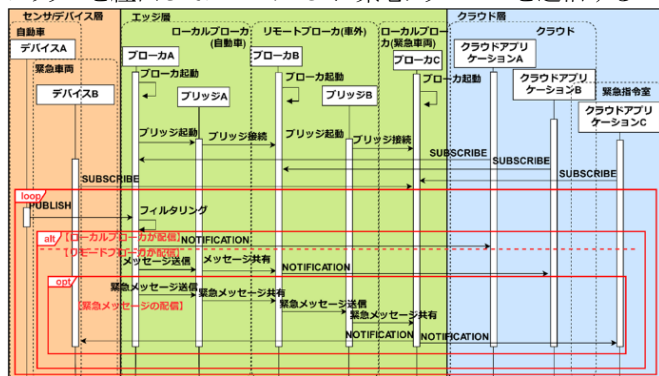 センサ/デバイス層
エッジ層
クラウド層
自動車
ローカルブローカ
(自動車)
リモートブローカ(車外)
ローカルブロー
カ(緊急車両)
クラウド
デバイスA
緊急車両
デバイスB
ブローカA
ブリッジA
ブローカB
ブリッジB
ブローカC
クラウドアプリ
ケーションA
クラウドアプリ
ケーションB
緊急指令室
クラウドアプリ
ケーションC
ブローカ起動
ブローカ起動
ブローカ起動
ブリッジ起動
ブリッジ接続
ブリッジ起動
ブリッジ接続
SUBSCRIBE
SUBSCRIBE
SUBSCRIBE
SUBSCRIBE
loop
PUBLISH
フィルタリング
alt
【ローカルブローカが配信】
NOTIFICATION
【リモートブローカが配信】
メッセージ送信
メッセージ共有
NOTIFICATION
opt
緊急メッセージ送信
【緊急メッセージの配信】
緊急メッセージ共有
緊急メッセージ送信
緊急メッセージ共有
NOTIFICATION
NOTIFICATION